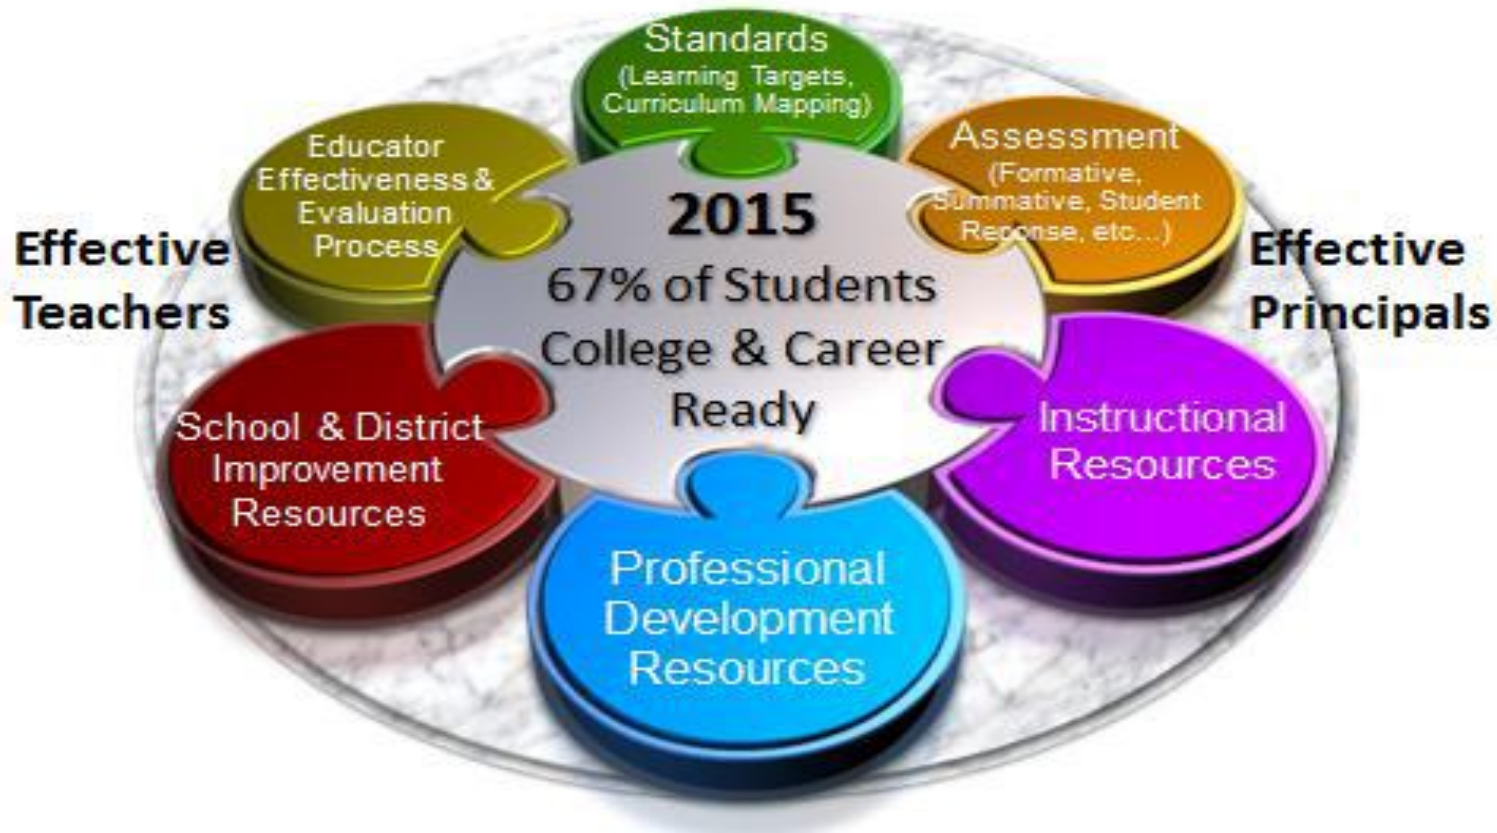 Standards
(Learning Targets,
Curriculum Mapping)
Assessment
(Formative,
Summative, Student
Reponse, etc...)
Educator
Effectiveness &
Evaluation
Process
2015
67% of Students
College & Career
Ready
Effective
Teachers
Effective
Principals
School & District
Improvement
Resources
Instructional
Resources
Professional
Development
Resources